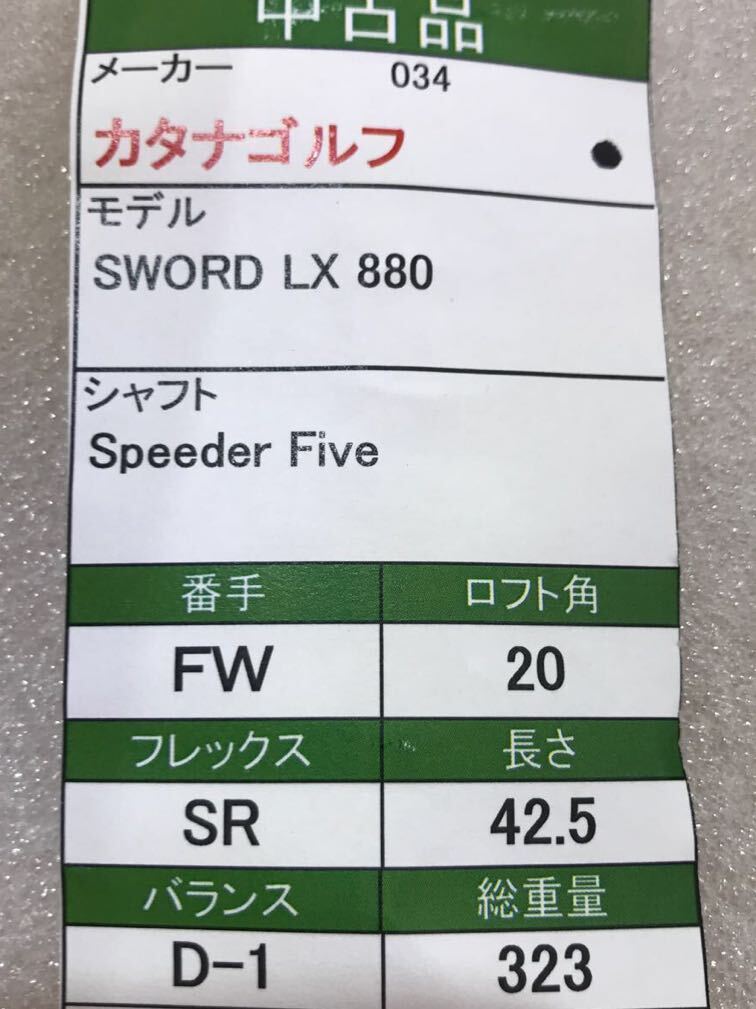 中古品
メーカー 034
カタナゴルフ
モデル
SWORD LX 880
シャフト
Speeder Five
番手 ロフト角
FW 20
フレックス 長さ
SR 42.5
バランス 総重量
D-1 323